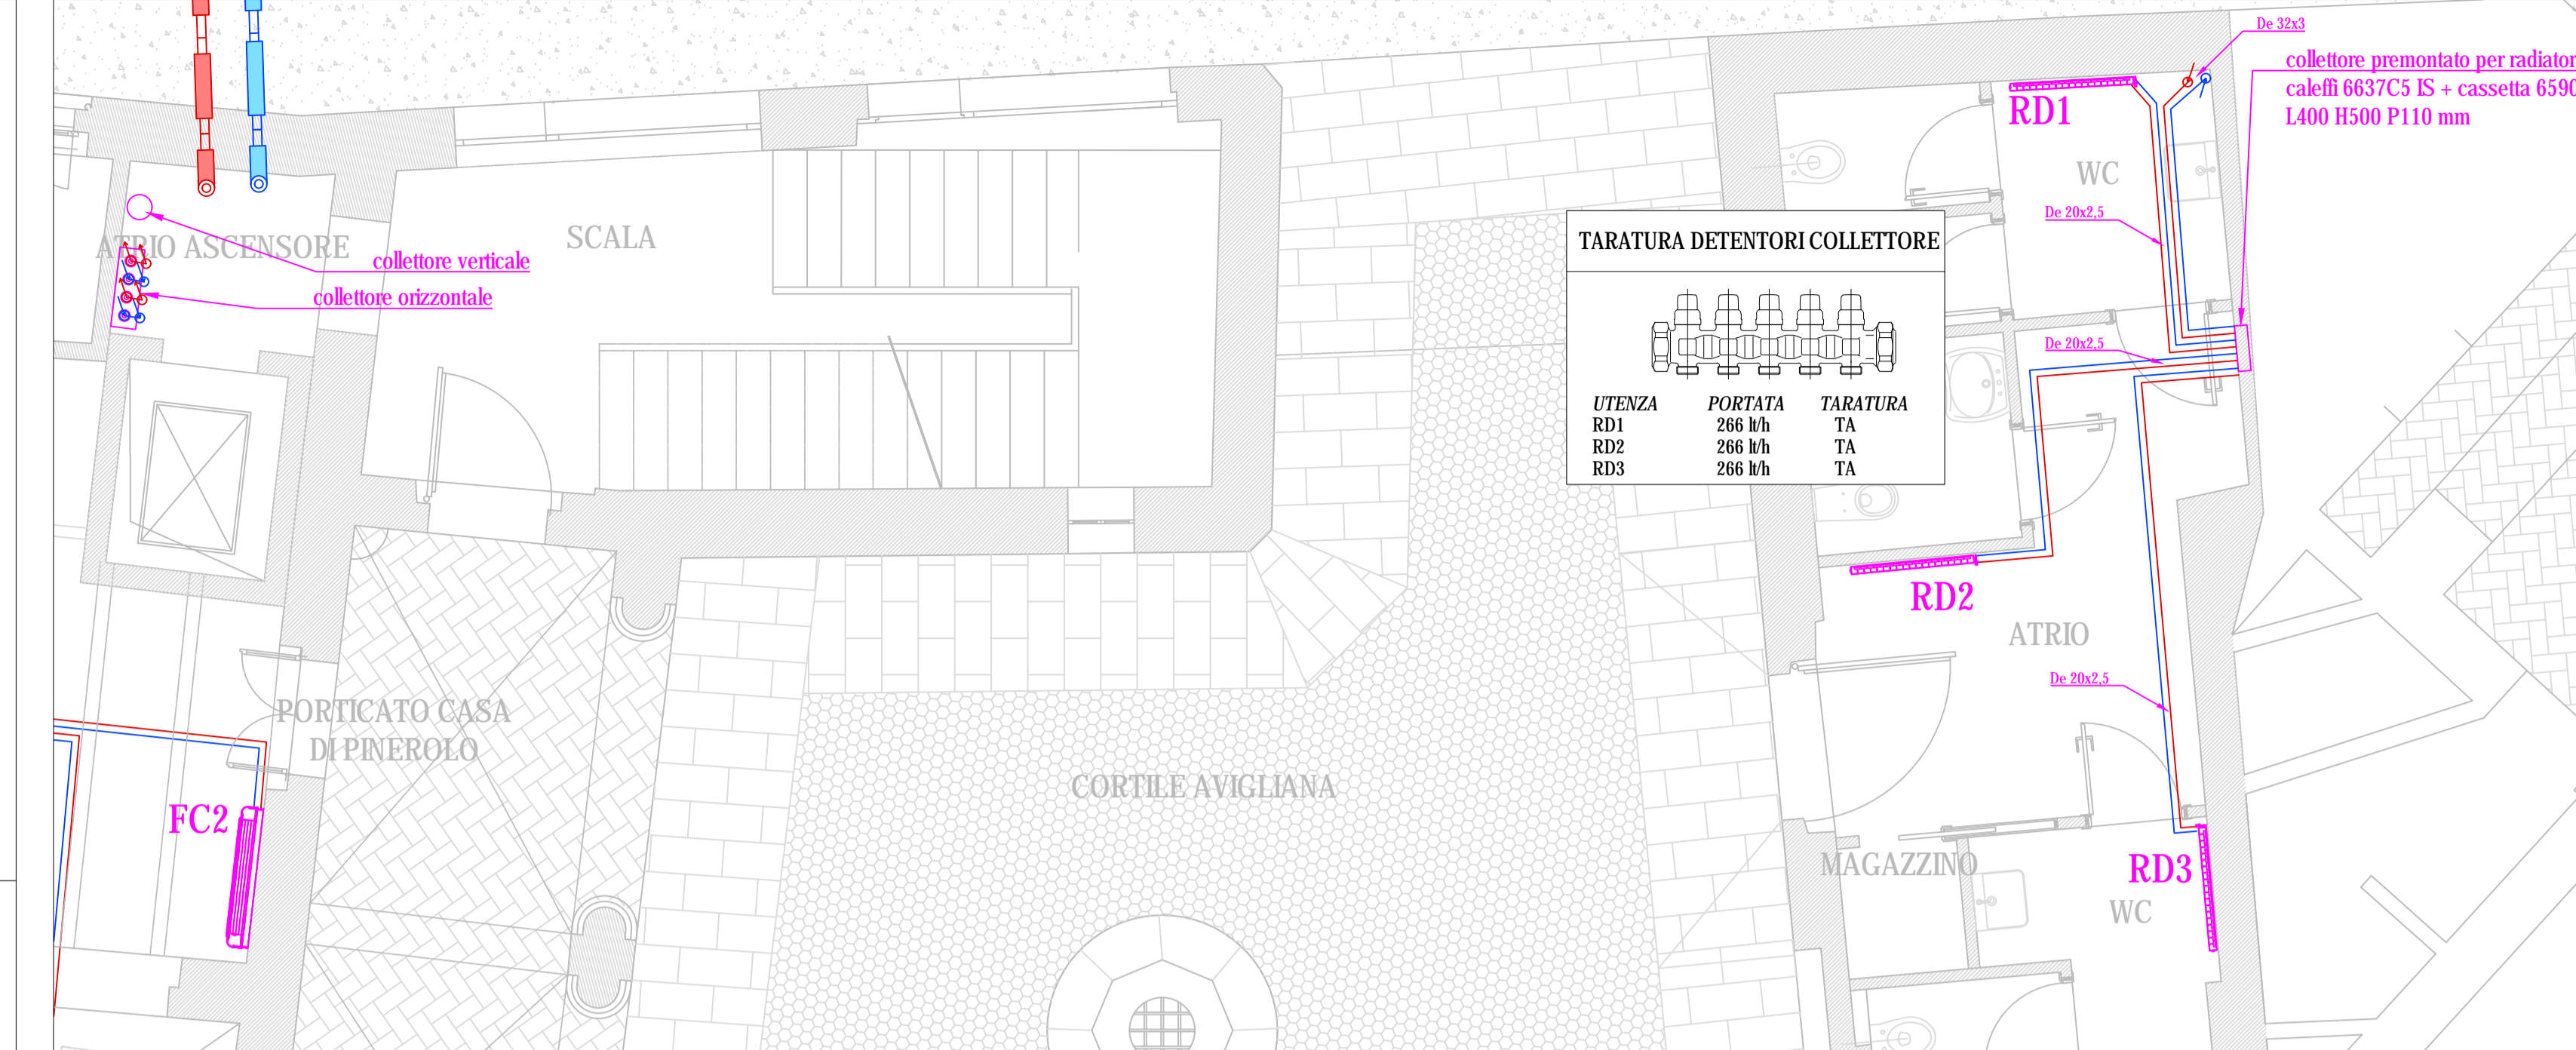 De 32x3
collettore premontato per radiator
caleffi 6637C5 IS + cassetta 6590
L400 H500 P110 mm
RD1
WC
De 20x2,5
SCALA
ATRIO ASCENSORE
collettore verticale
collettore orizzontale
TARATURA DETENTORI COLLETTORE
UTENZA PORTATA TARATURA
RD1 266 lt/h TA
RD2 266 lt/h TA
RD3 266 lt/h TA
De 20x2,5
RD2
ATRIO
De 20x2,5
PORTICATO CASA
DI PINEROLO
CORTILE AVIGLIANA
FC2
MAGAZZINO
RD3
WC